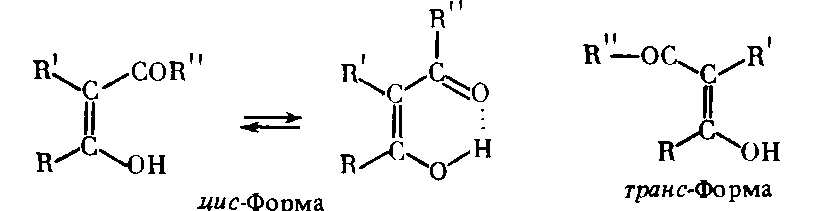 R'' R'' R'
R' COR'' R' C O OC C
C C C
C C H R OH
R OH R O
цис-Форма транс-Форма